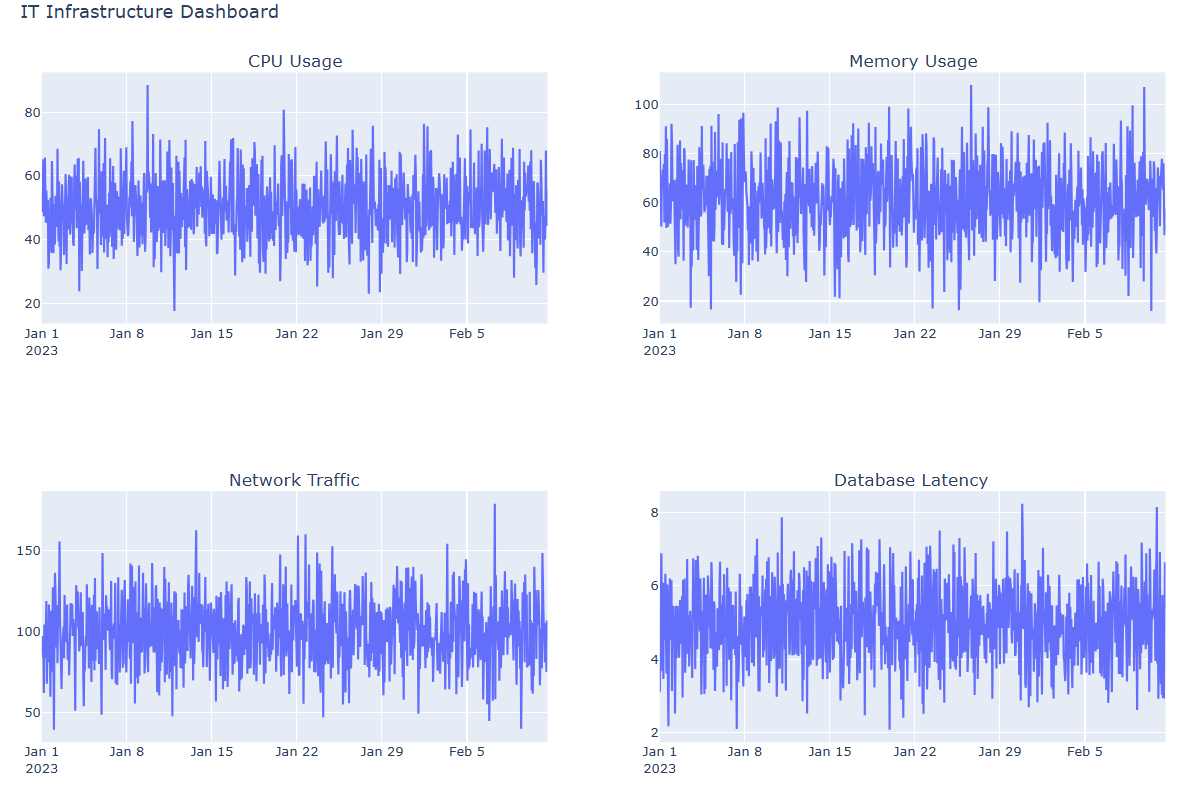 IT Infrastructure Dashboard
CPU Usage
80
60
40
20
Jan 1
2023
Jan 8
Jan 15
Jan 22
Jan 29
Feb 5
Memory Usage
100
80
60
40
20
Jan 1
2023
Jan 8
Jan 15
Jan 22
Jan 29
Feb 5
Network Traffic
150
100
50
Jan 1
2023
Jan 8
Jan 15
Jan 22
Jan 29
Feb 5
Database Latency
8
6
4
2
Jan 1
2023
Jan 8
Jan 15
Jan 22
Jan 29
Feb 5